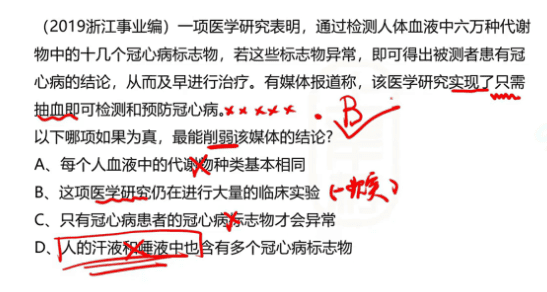 （2019浙江事业编）一项医学研究表明，通过检测人体血液中六万种代谢
物中的十几个冠心病标志物，若这些标志物异常，即可得出被测者患有冠
心病的结论，从而及早进行治疗。有媒体报道称，该医学研究实现了只需
抽血即可检测和预防冠心病。×××××. B
以下哪项如果为真，最能削弱该媒体的结论？
A、每个人血液中的代谢物种类基本相同
B、这项医学研究仍在进行大量的临床实验
C、只有冠心病患者的冠心病标志物才会异常
D、人的汗液和唾液中也含有多个冠心病标志物